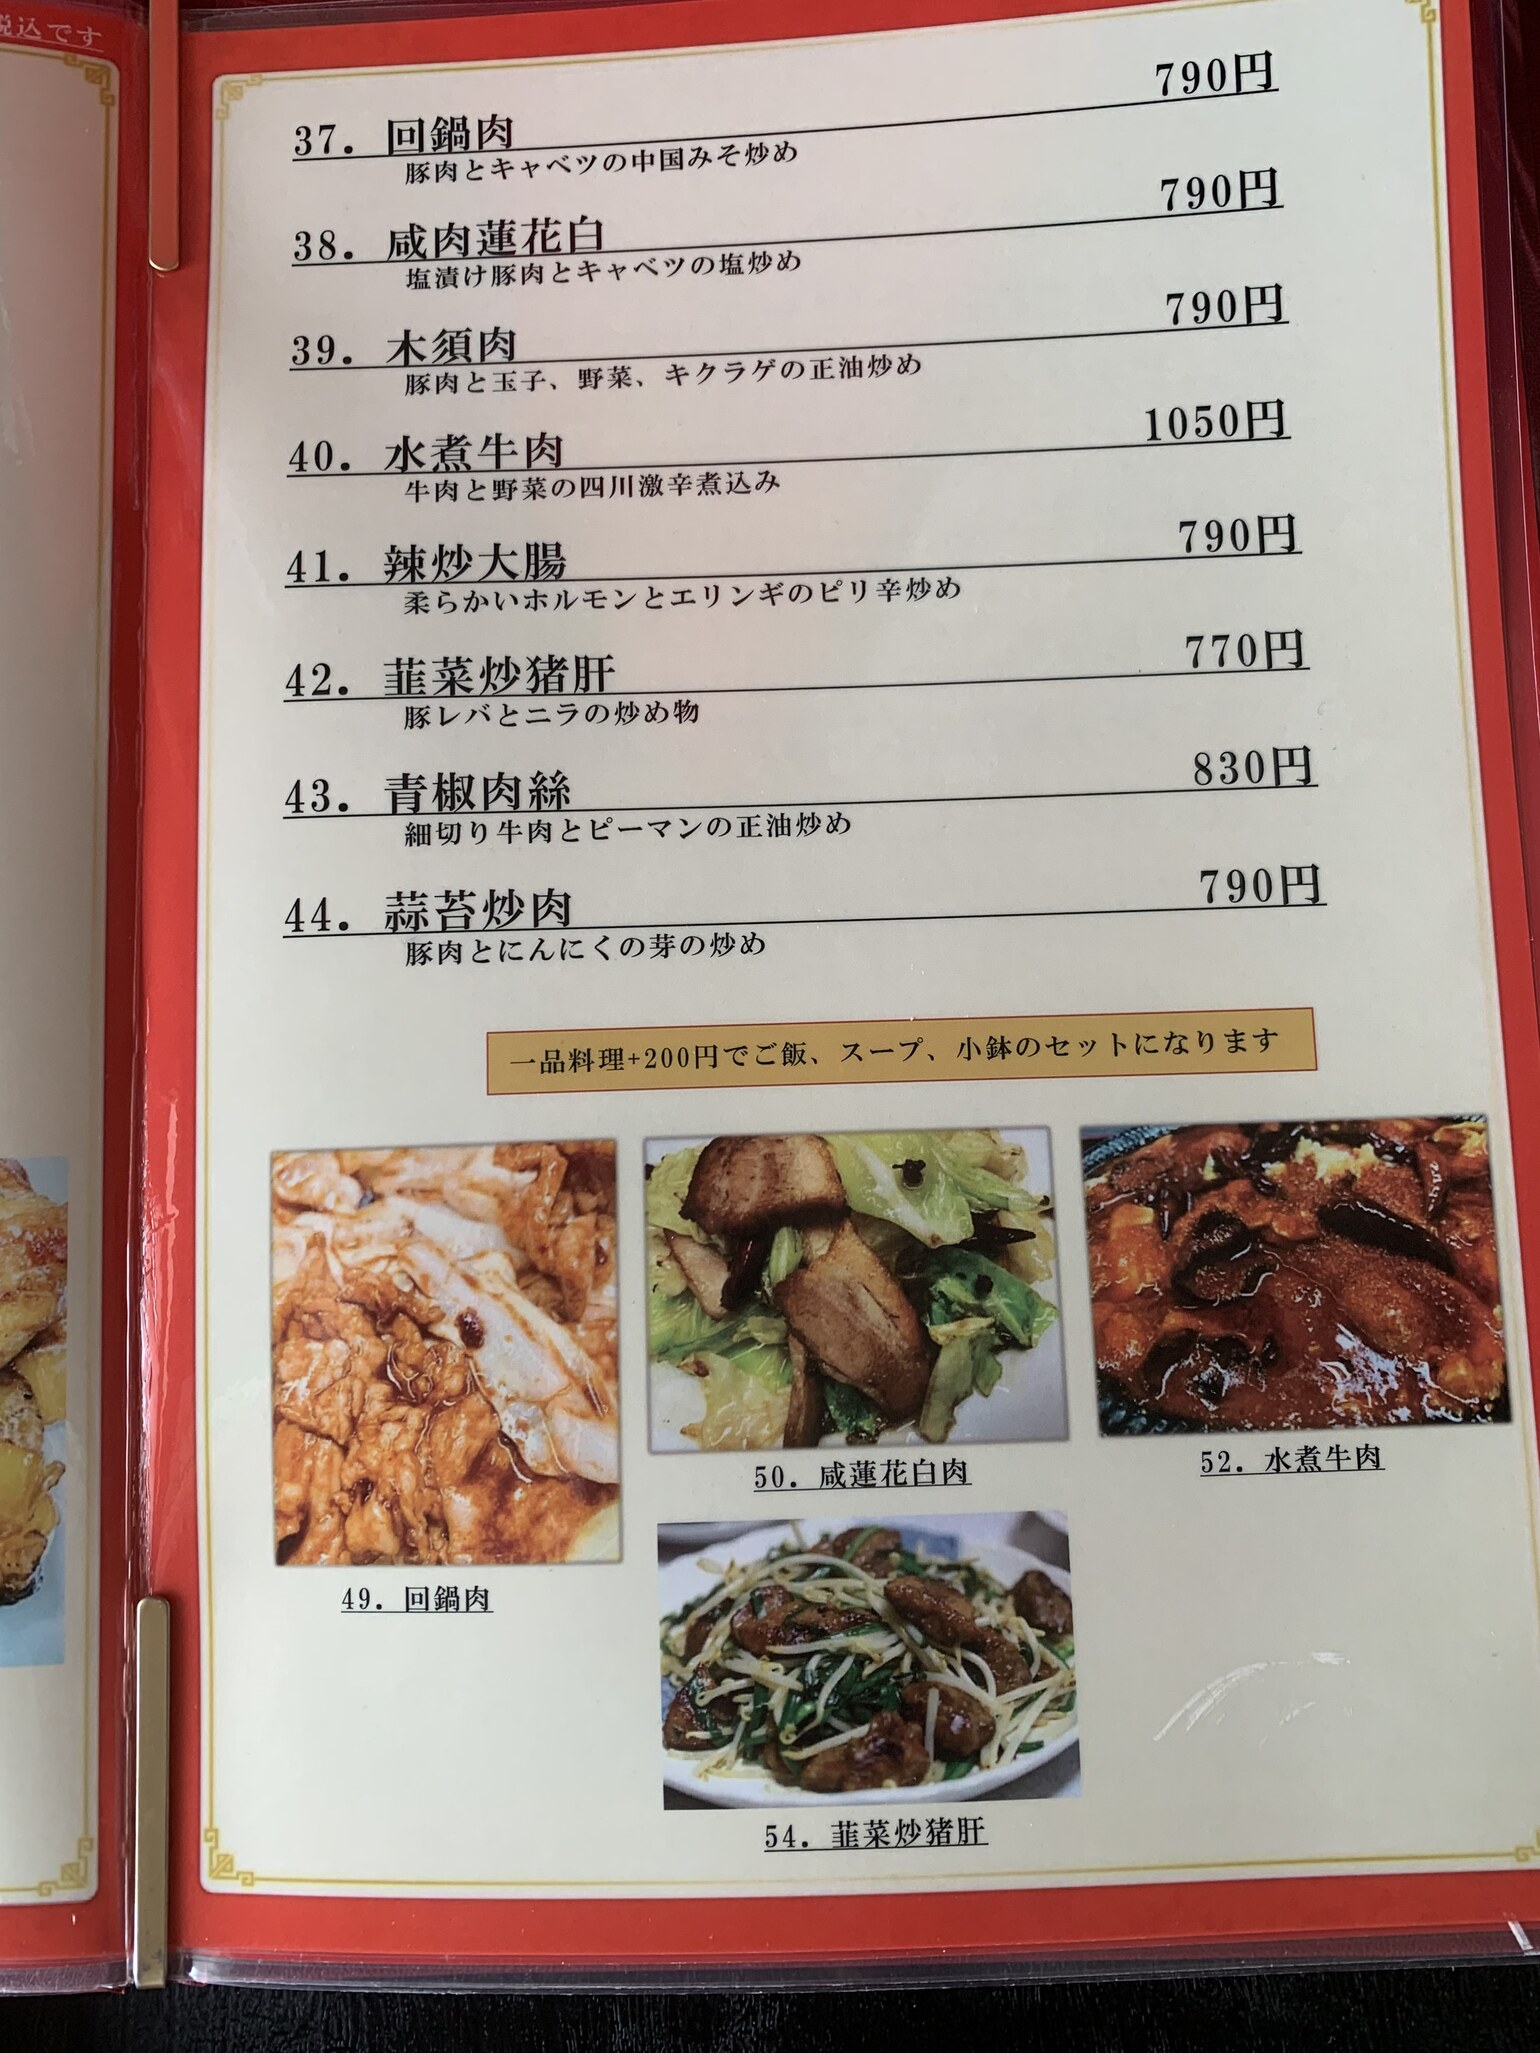 税込です
37. 回鍋肉 790円
豚肉とキャベツの中国みそ炒め
38. 咸肉蓮花白 790円
塩漬け豚肉とキャベツの塩炒め
39. 木須肉 790円
豚肉と玉子、野菜、キクラゲの正油炒め
40. 水煮牛肉 1050円
牛肉と野菜の四川激辛煮込み
41. 辣炒大腸 790円
柔らかいホルモンとエリンギのピリ辛炒め
42. 韮菜炒猪肝 770円
豚レバとニラの炒め物
43. 青椒肉絲 830円
細切り牛肉とピーマンの正油炒め
44. 蒜苔炒肉 790円
豚肉とにんにくの芽の炒め
一品料理+200円でご飯、スープ、小鉢のセットになります
50. 咸蓮花白肉
52. 水煮牛肉
49. 回鍋肉
54. 韮菜炒猪肝